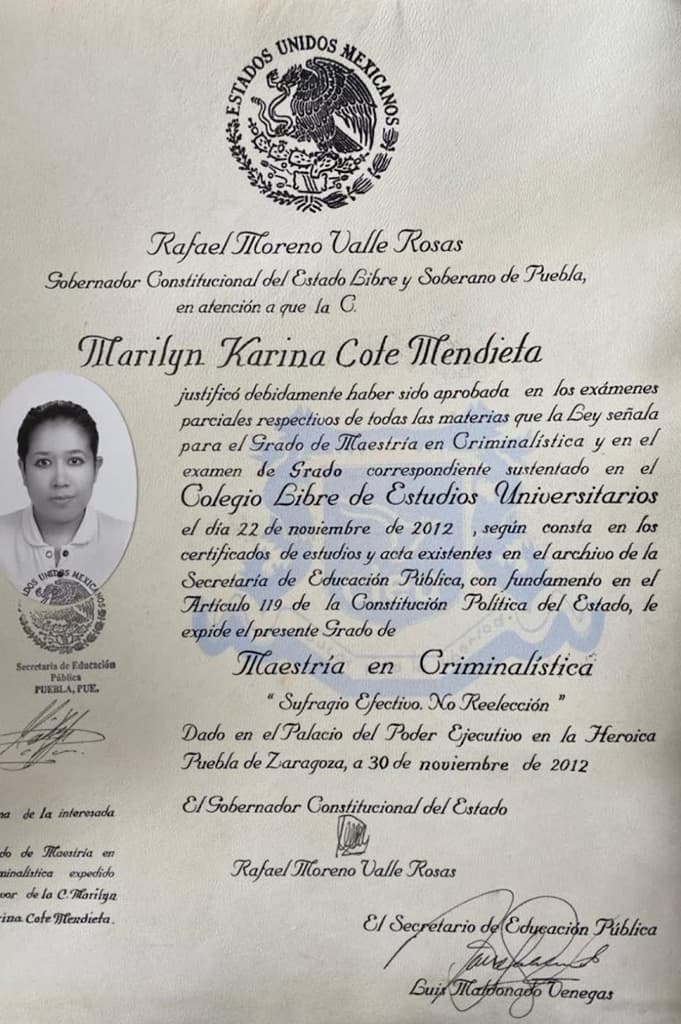 ESTADOS UNIDOS MEXICANOS
Rafael Moreno Valle Rosas
Gobernador Constitucional del Estado Libre y Soberano de Puebla,
en atención a que la C.
Marilyn Karina Cote Mendieta
justificó debidamente haber sido aprobada en los exámenes
parciales respectivos de todas las materias que la Ley señala
para el Grado de Maestría en Criminalística y en el
examen de Grado correspondiente sustentado en el
Colegio Libre de Estudios Universitarios
el día 22 de noviembre de 2012 , según consta en los
certificados de estudios y acta existentes en el archivo de la
Secretaría de Educación Pública, con fundamento en el
Artículo 119 de la Constitución Política del Estado, le
expide el presente Grado de
Maestría en Criminalística
“ Sufragio Efectivo. No Reelección ”
Dado en el Palacio del Poder Ejecutivo en la Heroica
Puebla de Zaragoza, a 30 de noviembre de 2012
El Gobernador Constitucional del Estado
Rafael Moreno Valle Rosas
El Secretario de Educación Pública
Luis Maldonado Venegas
UNIDOS MEXICANOS
Secretaría de Educación
Pública
PUEBLA, PUE.
de la interesada
de Maestría en
expedido
de la C. Marilyn
Cote Mendieta.